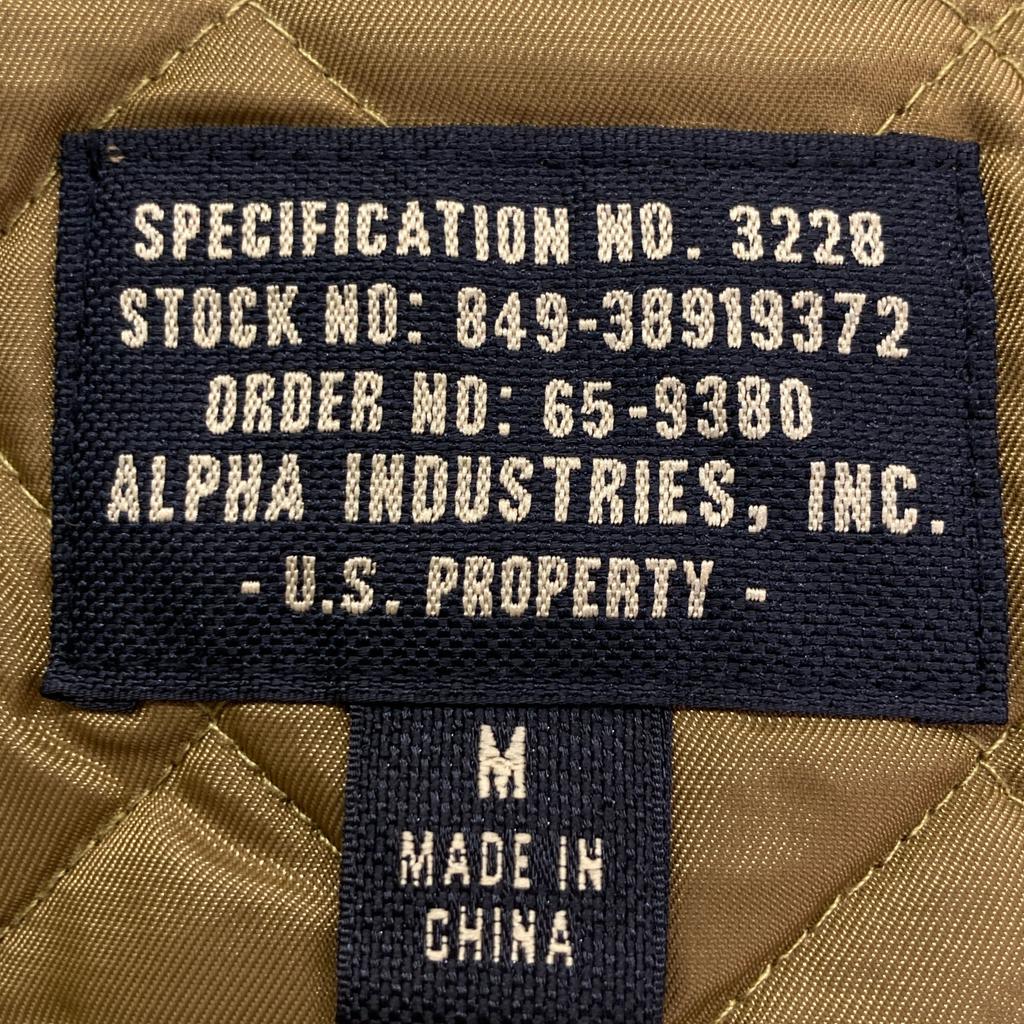 SPECIFICATION NO. 3228
STOCK NO: 849-38919372
ORDER NO: 65-9380
ALPHA INDUSTRIES, INC.
- U.S. PROPERTY -
M
MADE IN
CHINA